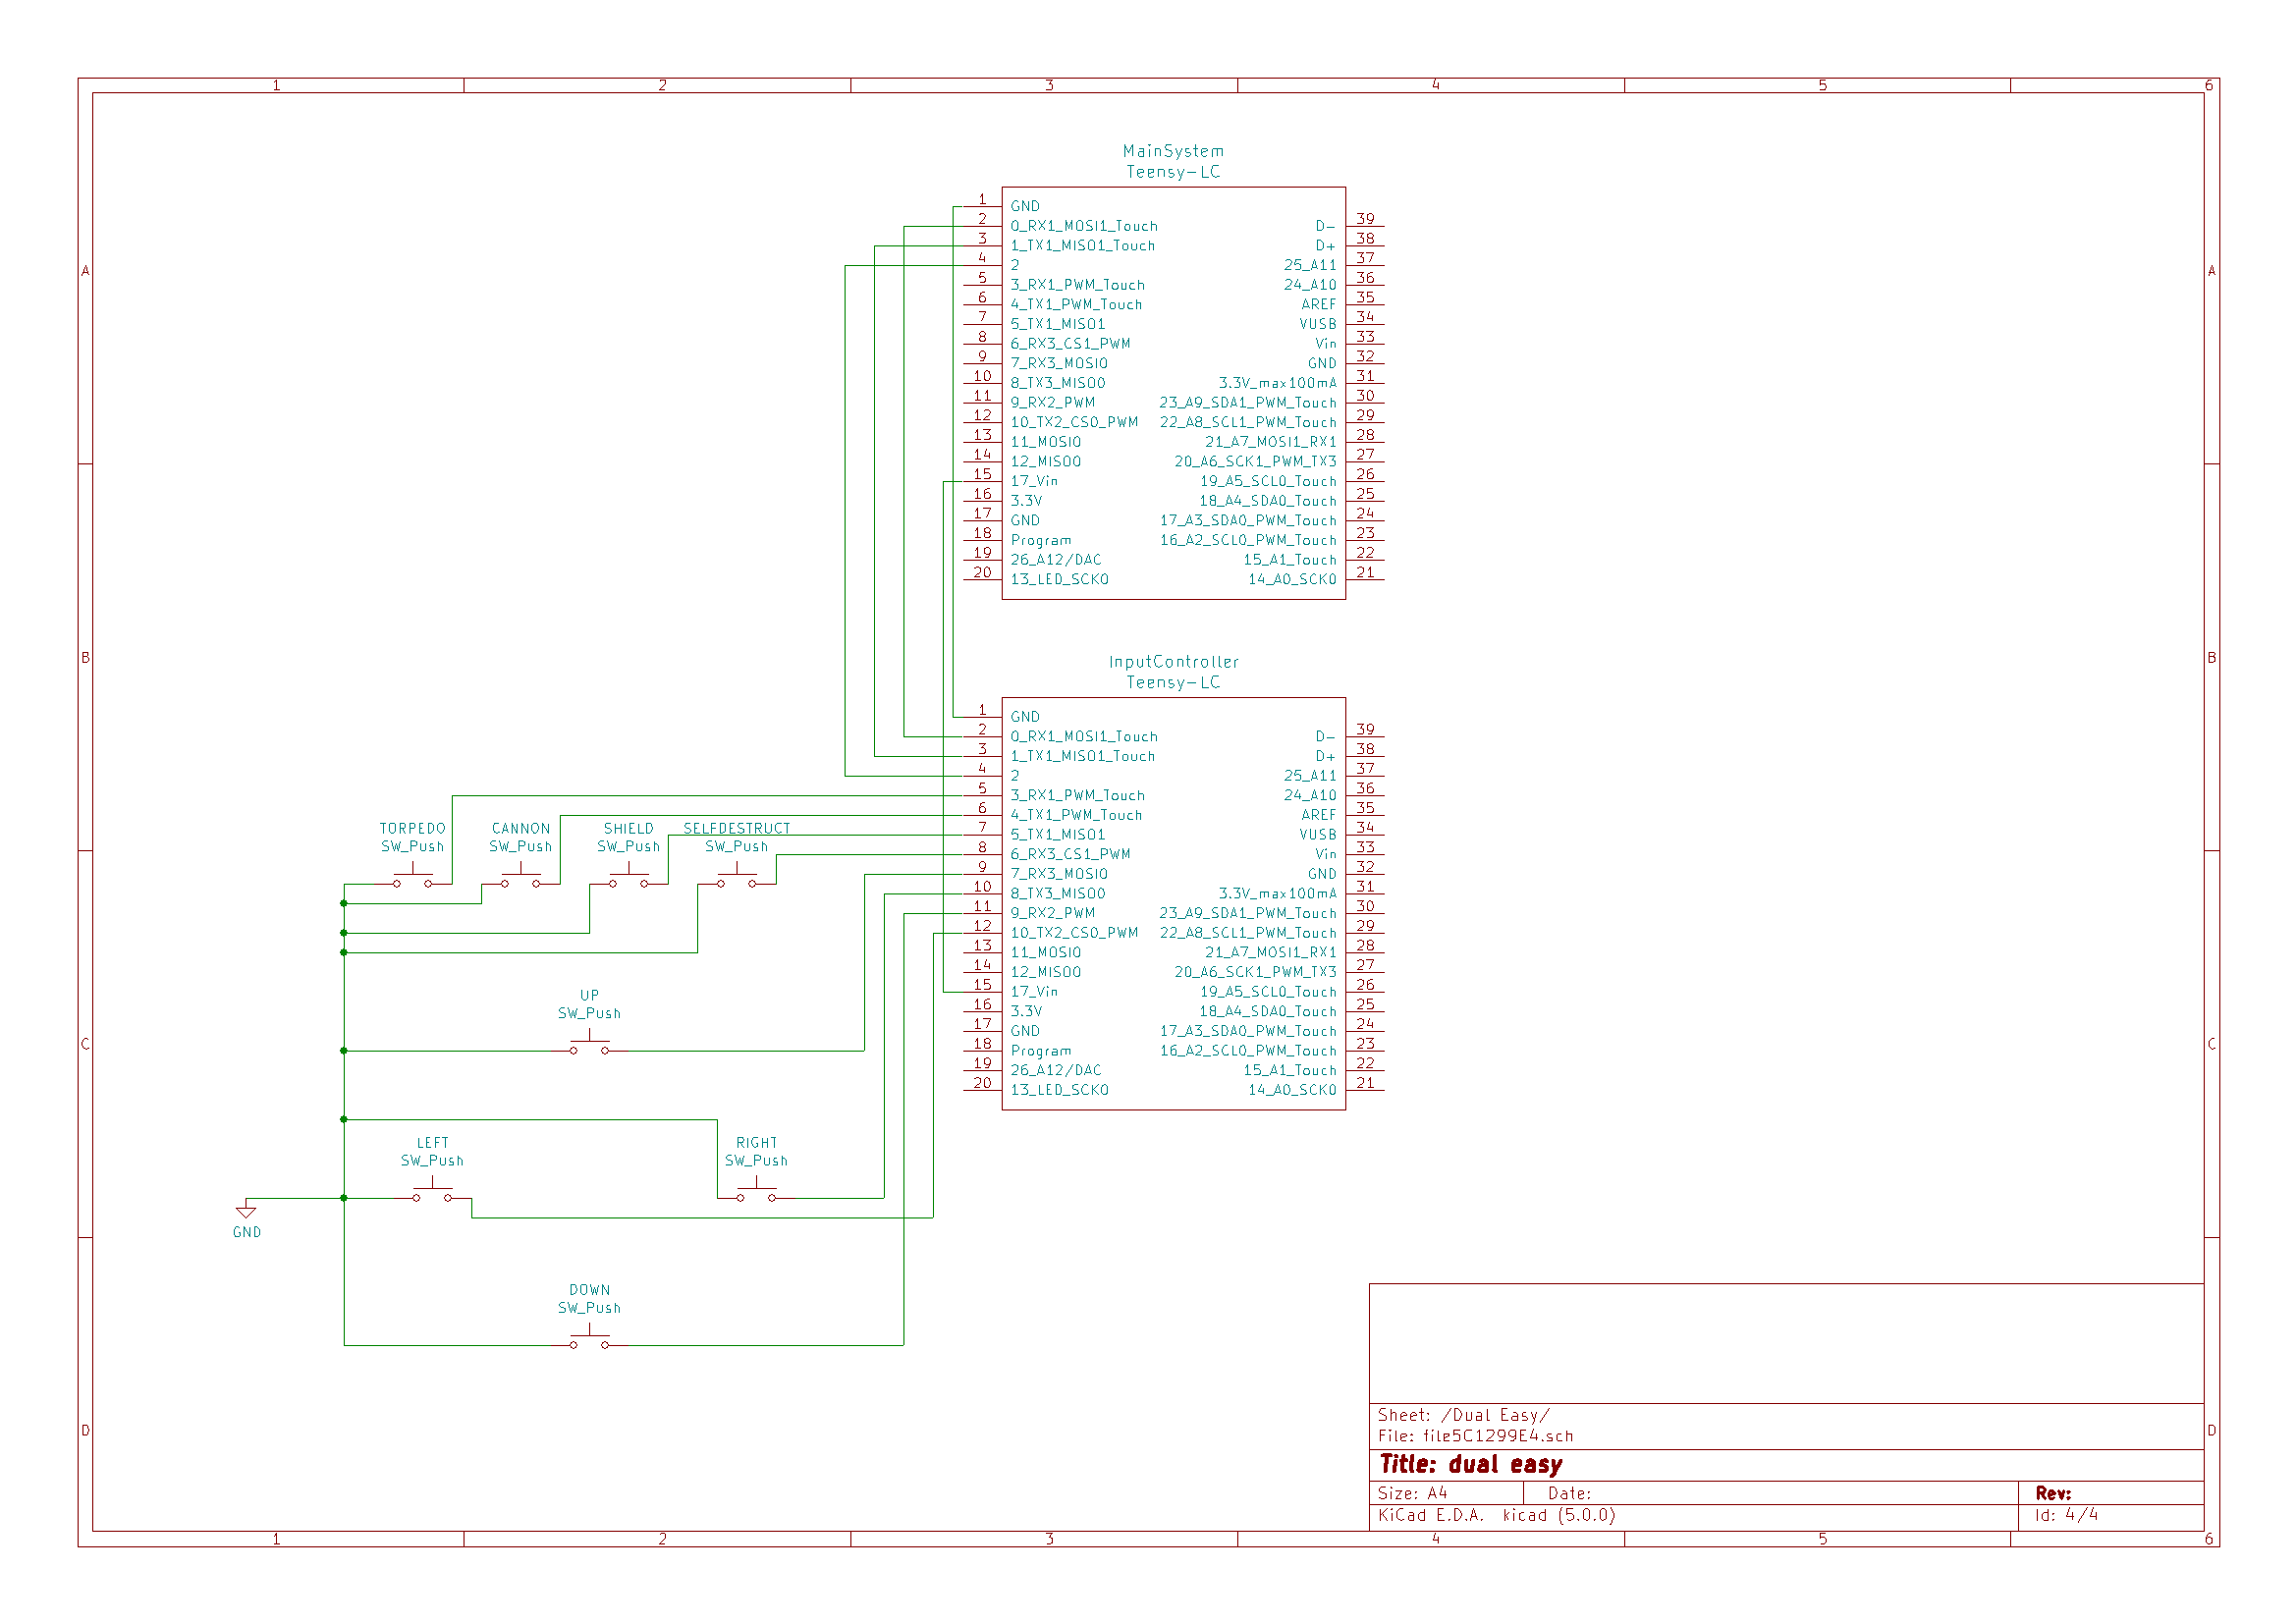 1 2 3 4 5 6
A A
B B
C C
D D
MainSystem
Teensy-LC
1 GND
2 0_RX1_MOSI1_Touch D- 39
3 1_TX1_MISO1_Touch D+ 38
4 2 25_A11 37
5 3_RX1_PWM_Touch 24_A10 36
6 4_TX1_PWM_Touch AREF 35
7 5_TX1_MISO1 VUSB 34
8 6_RX3_CS1_PWM Vin 33
9 7_RX3_MOSI0 GND 32
10 8_TX3_MISO0 3.3V_max100mA 31
11 9_RX2_PWM 23_A9_SDA1_PWM_Touch 30
12 10_TX2_CS0_PWM 22_A8_SCL1_PWM_Touch 29
13 11_MOSI0 21_A7_MOSI1_RX1 28
14 12_MISO0 20_A6_SCK1_PWM_TX3 27
15 17_Vin 19_A5_SCL0_Touch 26
16 3.3V 18_A4_SDA0_Touch 25
17 GND 17_A3_SDA0_PWM_Touch 24
18 Program 16_A2_SCL0_PWM_Touch 23
19 26_A12/DAC 15_A1_Touch 22
20 13_LED_SCK0 14_A0_SCK0 21
InputController
Teensy-LC
1 GND
2 0_RX1_MOSI1_Touch D- 39
3 1_TX1_MISO1_Touch D+ 38
4 2 25_A11 37
5 3_RX1_PWM_Touch 24_A10 36
6 4_TX1_PWM_Touch AREF 35
7 5_TX1_MISO1 VUSB 34
8 6_RX3_CS1_PWM Vin 33
9 7_RX3_MOSI0 GND 32
10 8_TX3_MISO0 3.3V_max100mA 31
11 9_RX2_PWM 23_A9_SDA1_PWM_Touch 30
12 10_TX2_CS0_PWM 22_A8_SCL1_PWM_Touch 29
13 11_MOSI0 21_A7_MOSI1_RX1 28
14 12_MISO0 20_A6_SCK1_PWM_TX3 27
15 17_Vin 19_A5_SCL0_Touch 26
16 3.3V 18_A4_SDA0_Touch 25
17 GND 17_A3_SDA0_PWM_Touch 24
18 Program 16_A2_SCL0_PWM_Touch 23
19 26_A12/DAC 15_A1_Touch 22
20 13_LED_SCK0 14_A0_SCK0 21
TORPEDO CANNON SHIELD SELFDESTRUCT
SW_Push SW_Push SW_Push SW_Push
UP
SW_Push
LEFT RIGHT
SW_Push SW_Push
GND
DOWN
SW_Push
Sheet: /Dual Easy/
File: file5C1299E4.sch
Title: dual easy
Size: A4 Date: Rev:
KiCad E.D.A. kicad (5.0.0) Id: 4/4
1 2 3 4 5 6